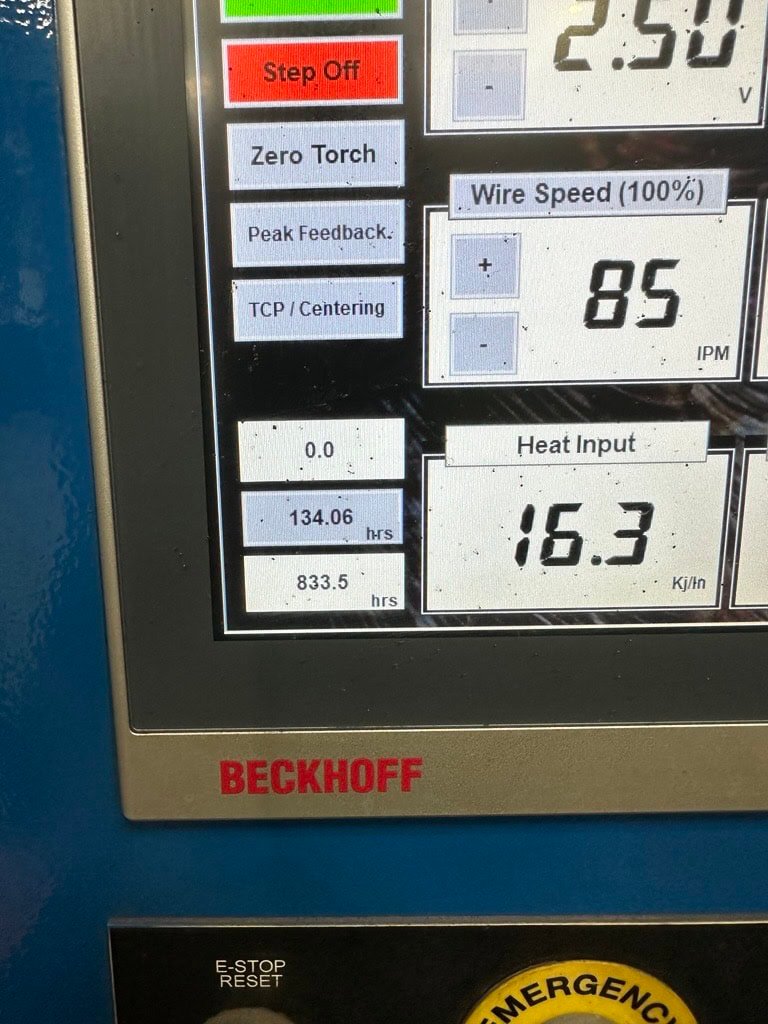 Step Off
2.50
-
V
Zero Torch
Wire Speed (100%)
Peak Feedback.
+
85
TCP / Centering
-
IPM
0.0
Heat Input
134.06
hrs
16.3
833.5
hrs
Kj/In
BECKHOFF
E-STOP
RESET
EMERGENCY